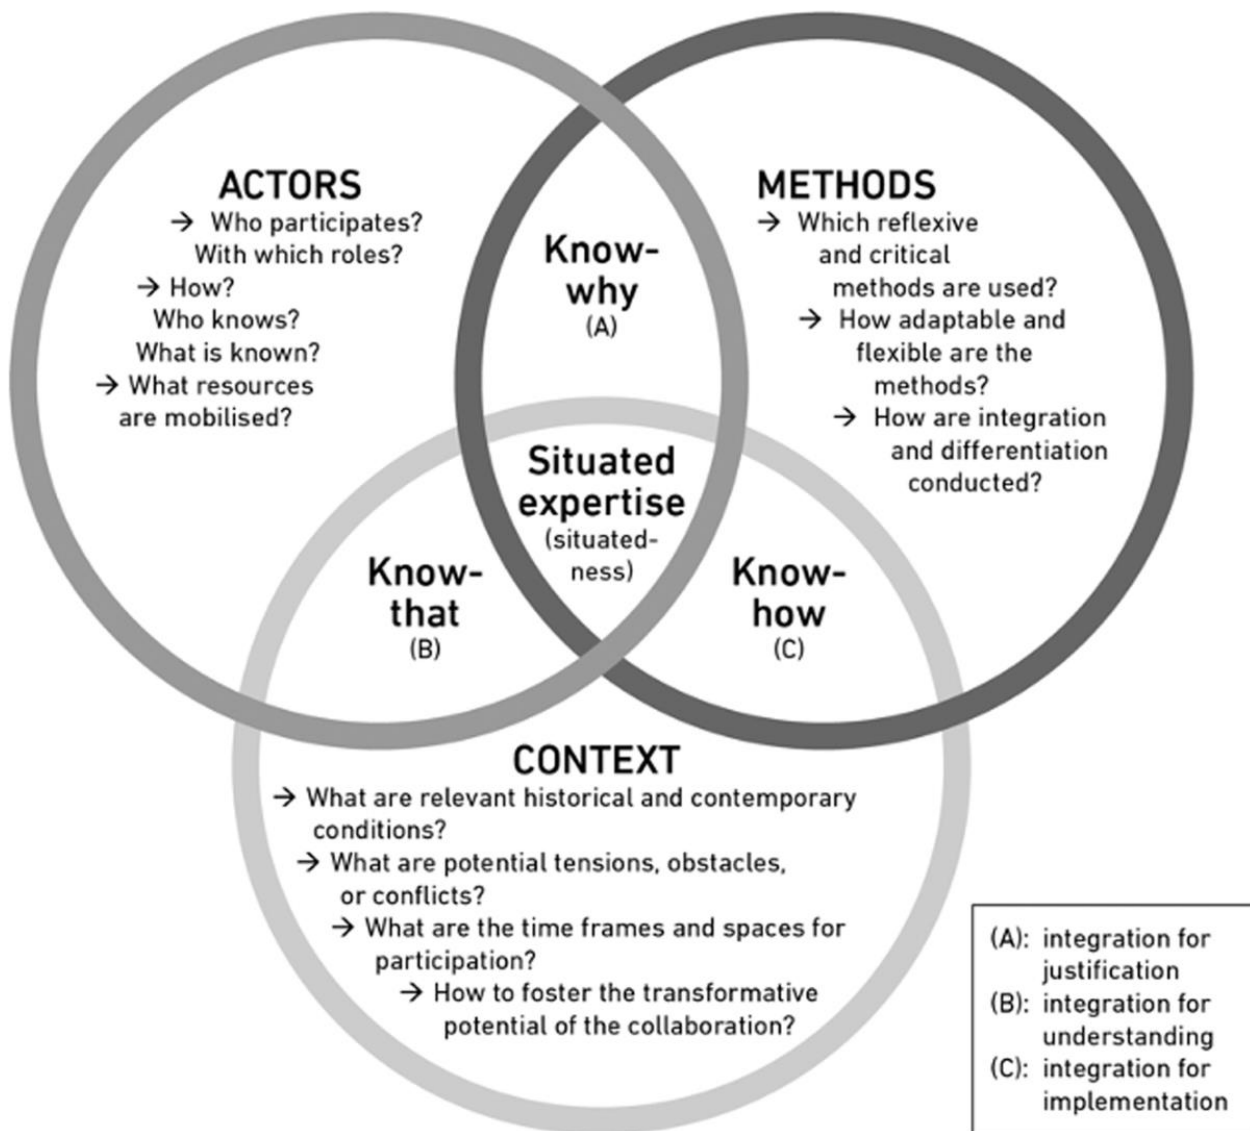 ACTORS
→ Who participates?
With which roles?
→ How?
Who knows?
What is known?
→ What resources
are mobilised?
METHODS
→ Which reflexive
and critical
methods are used?
→ How adaptable and
flexible are the
methods?
→ How are integration
and differentiation
conducted?
Know-
why
(A)
Situated
expertise
(situated-
ness)
Know-
that
(B)
Know-
how
(C)
CONTEXT
→ What are relevant historical and contemporary
conditions?
→ What are potential tensions, obstacles,
or conflicts?
→ What are the time frames and spaces for
participation?
→ How to foster the transformative
potential of the collaboration?
(A): integration for
justification
(B): integration for
understanding
(C): integration for
implementation